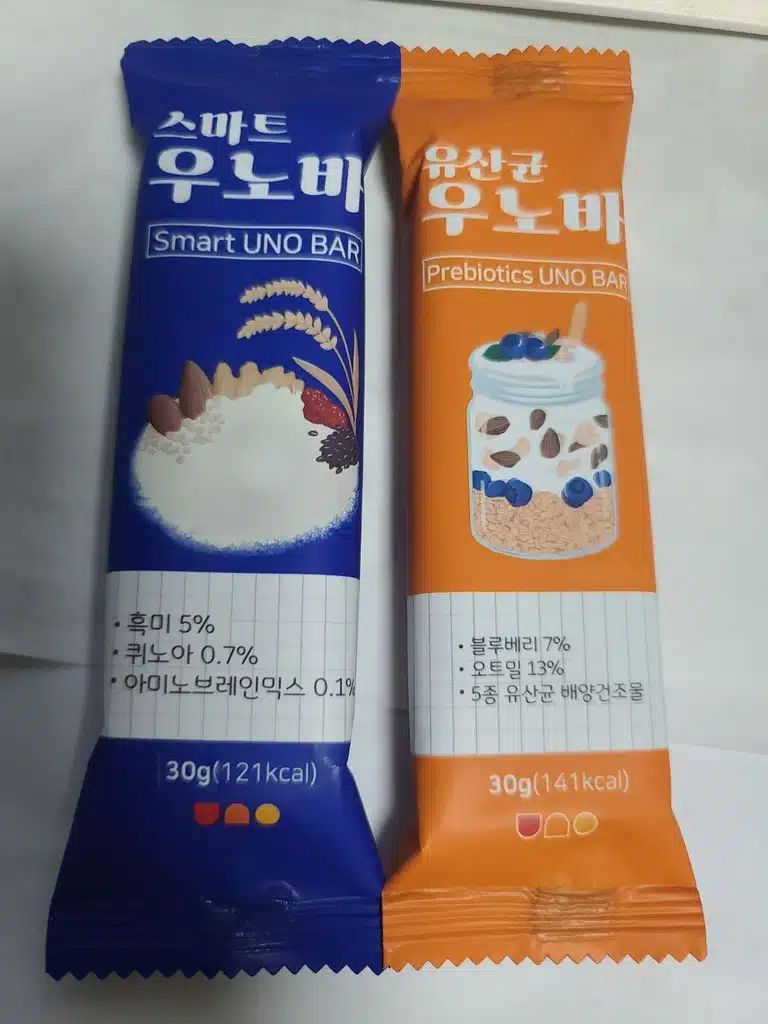 스마트
우노바
Smart UNO BAR
• 흑미 5%
• 퀴노아 0.7%
• 아미노브레인믹스 0.1%
30g(121kcal)
유산균
우노바
Prebiotics UNO BAR
• 블루베리 7%
• 오트밀 13%
• 5종 유산균 배양건조물
30g(141kcal)